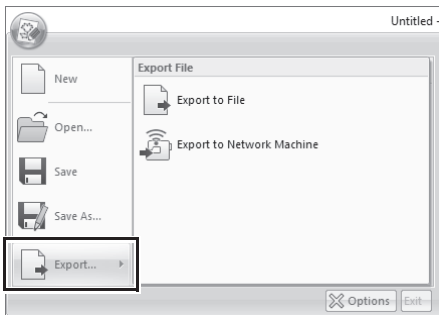 Untitled -
New
Open...
Save
Save As...
Export...
Export File
Export to File
Export to Network Machine
Options
Exit